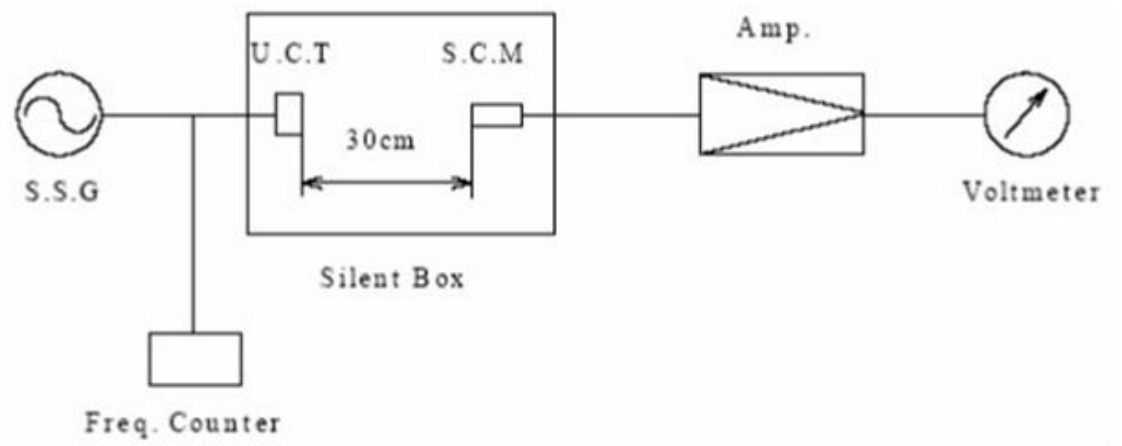 Amp.
U.C.T
S.C.M
30cm
S.S.G
Voltmeter
Silent Box
Freq. Counter